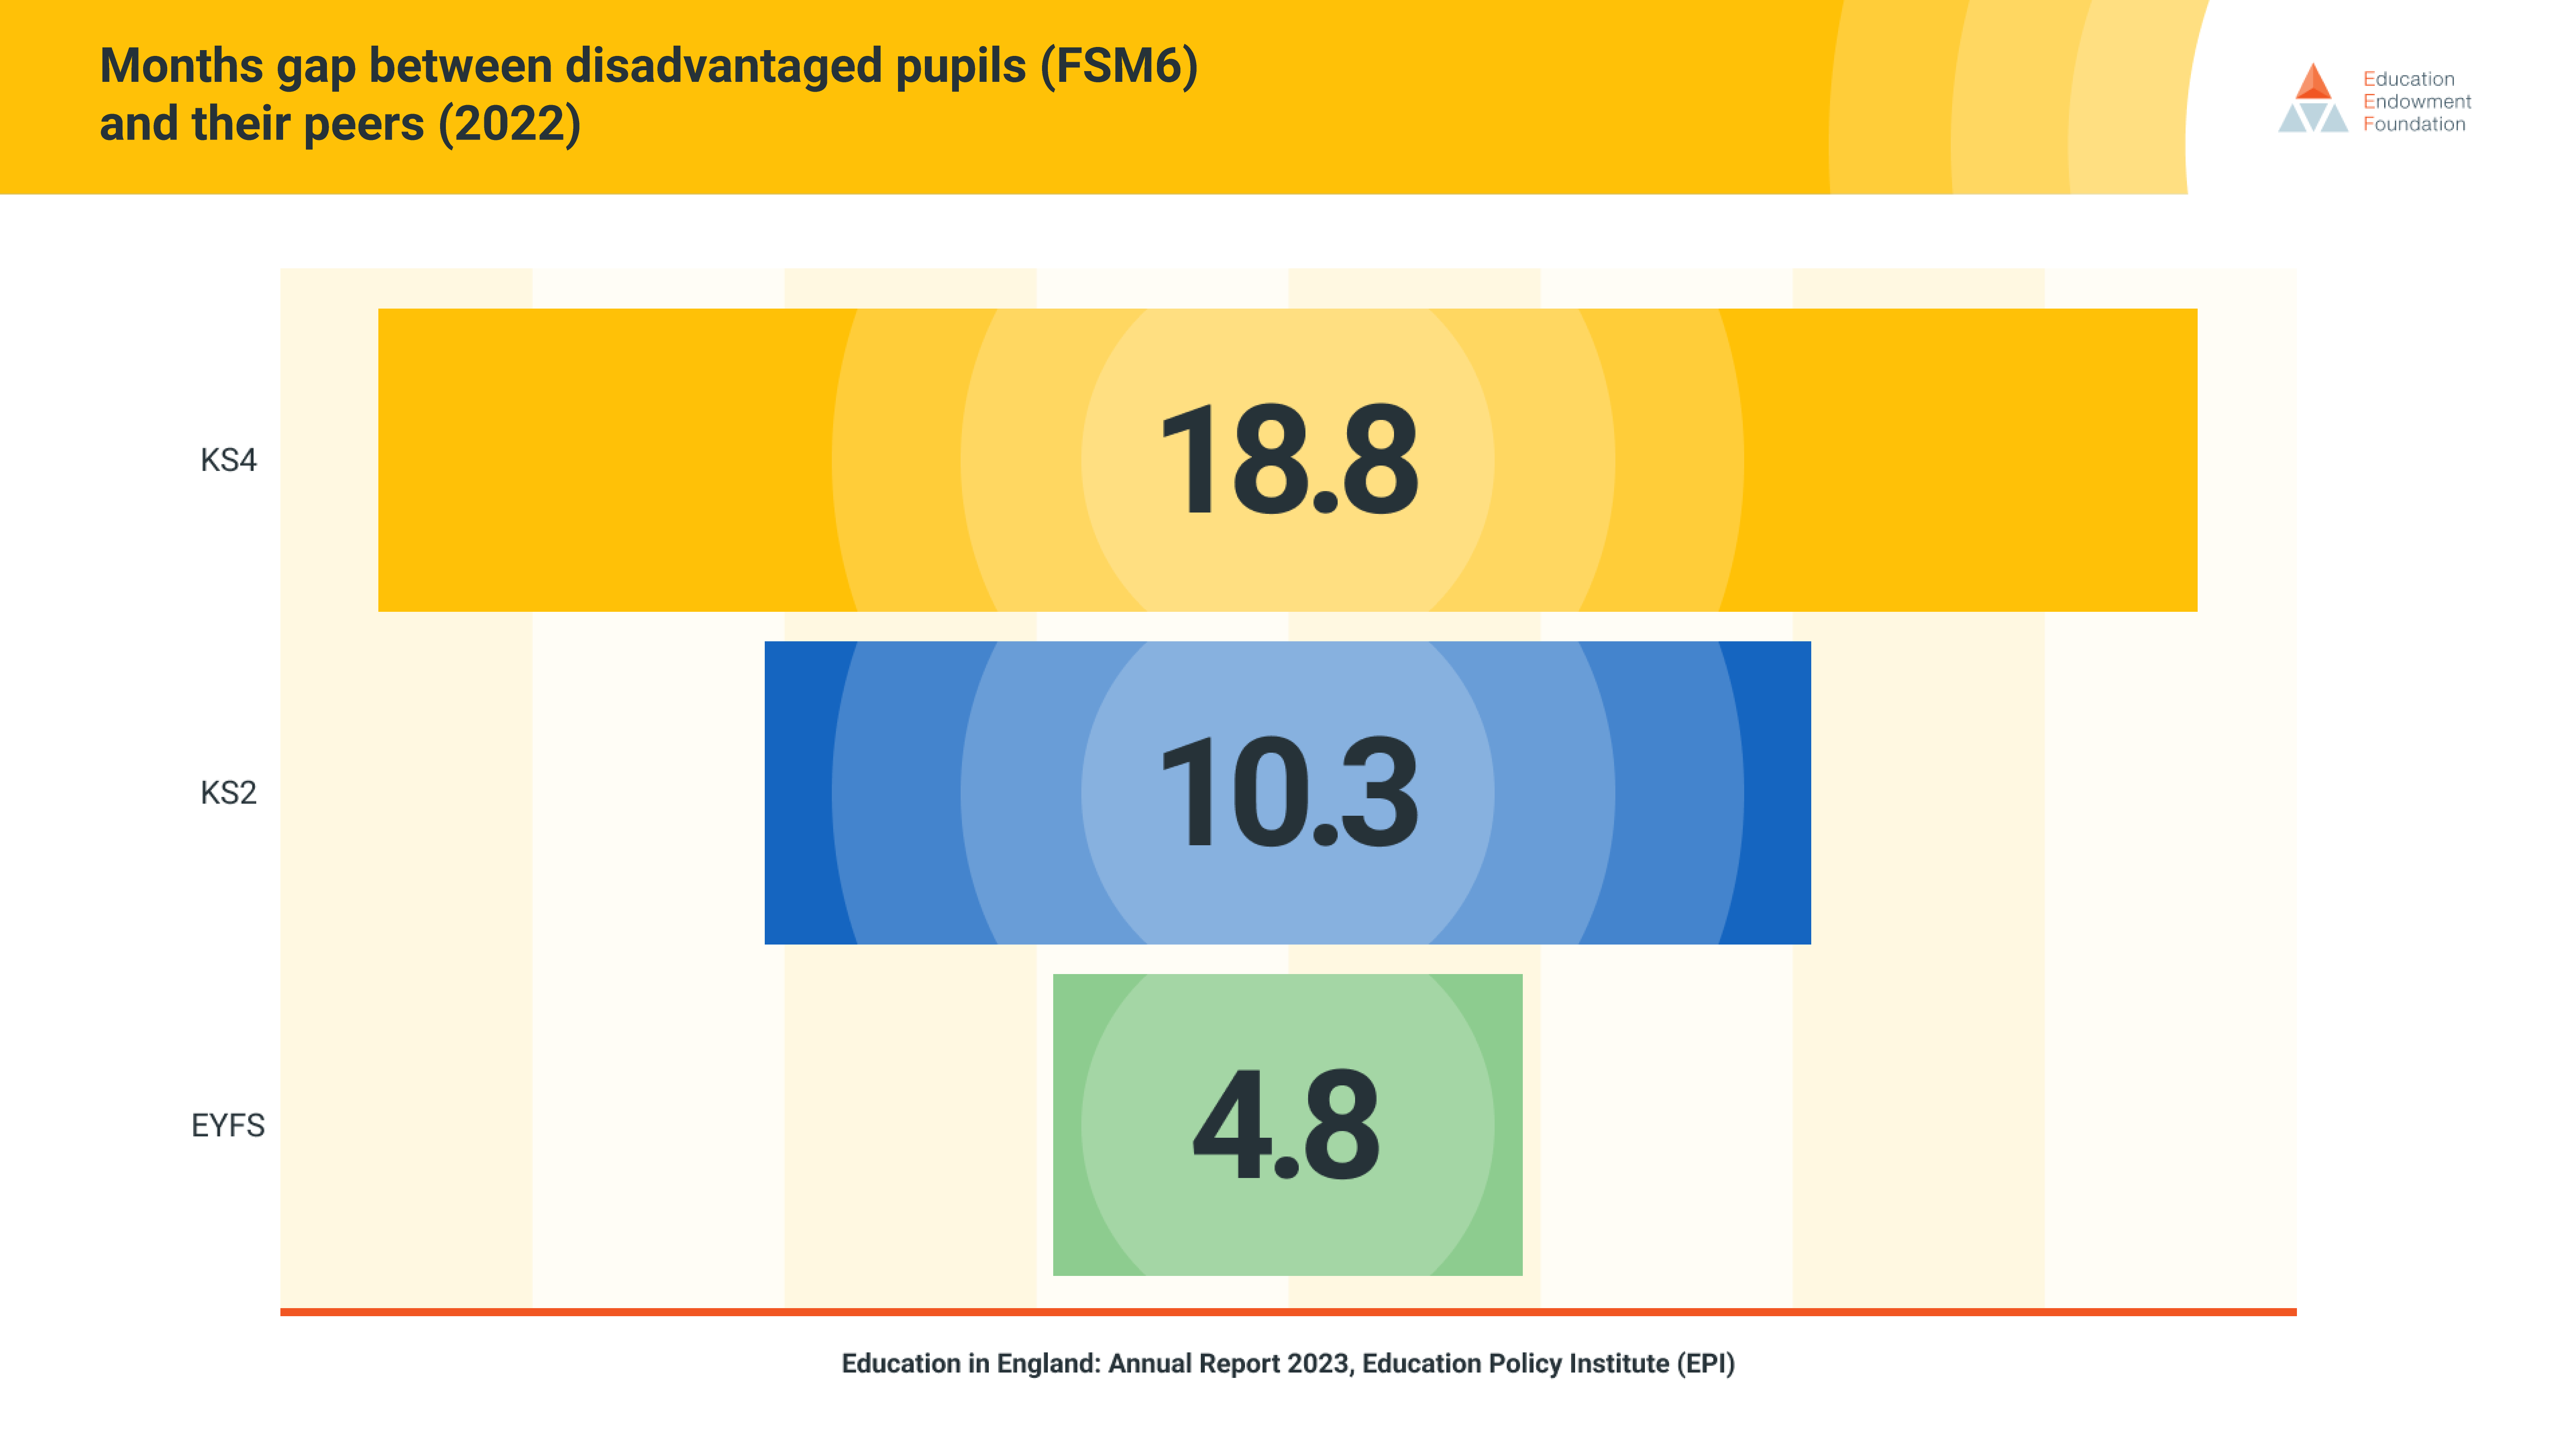 Months gap between disadvantaged pupils (FSM6)
and their peers (2022)
Education
Endowment
Foundation
KS4
18.8
KS2
10.3
EYFS
4.8
Education in England: Annual Report 2023, Education Policy Institute (EPI)